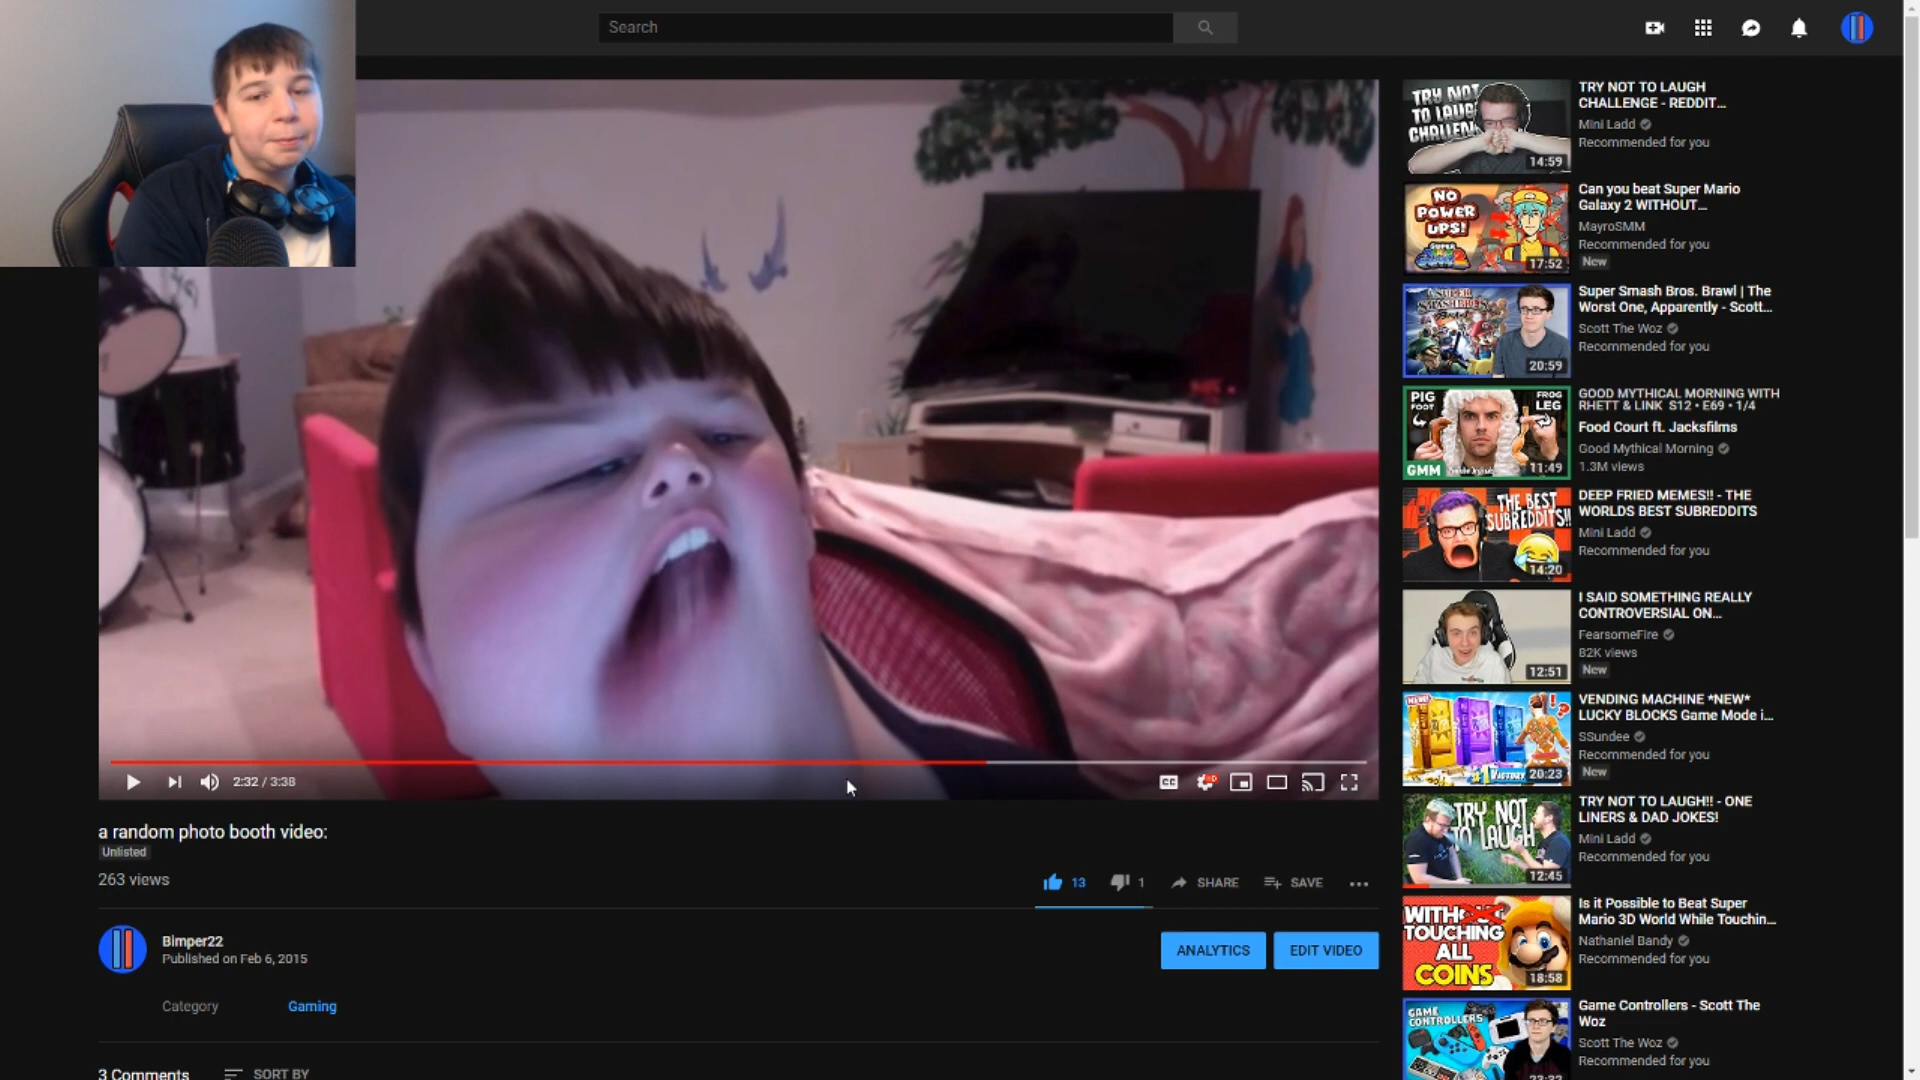 Search
2:32 / 3:38
CC
HD
a random photo booth video:
Unlisted
263 views
13
1
SHARE
SAVE
Bimper22
Published on Feb 6, 2015
ANALYTICS
EDIT VIDEO
Category
Gaming
3 Comments
SORT BY
TRY NOT
TO LAUGH
CHALLEN
14:59
TRY NOT TO LAUGH
CHALLENGE - REDDIT...
Mini Ladd
Recommended for you
NO
POWER
UPS!
SUPER
17:52
Can you beat Super Mario
Galaxy 2 WITHOUT...
MayroSMM
Recommended for you
New
20:59
Super Smash Bros. Brawl | The
Worst One, Apparently - Scott...
Scott The Woz
Recommended for you
PIG
FOOT
FROG
LEG
GMM
11:49
GOOD MYTHICAL MORNING WITH
RHETT & LINK S12 • E69 • 1/4
Food Court ft. Jacksfilms
Good Mythical Morning
1.3M views
THE BEST
SUBREDDITS!!
14:20
DEEP FRIED MEMES!! - THE
WORLDS BEST SUBREDDITS
Mini Ladd
Recommended for you
12:51
I SAID SOMETHING REALLY
CONTROVERSIAL ON...
FearsomeFire
82K views
New
NEW!
!?
20:23
VENDING MACHINE *NEW*
LUCKY BLOCKS Game Mode i...
SSundee
Recommended for you
New
TRY NOT
TO LAUGH
12:45
TRY NOT TO LAUGH!! - ONE
LINERS & DAD JOKES!
Mini Ladd
Recommended for you
WITHOUT
TOUCHING
ALL
COINS
18:58
Is it Possible to Beat Super
Mario 3D World While Touchin...
Nathaniel Bandy
Recommended for you
GAME
CONTROLLERS
Game Controllers - Scott The
Woz
Scott The Woz
Recommended for you